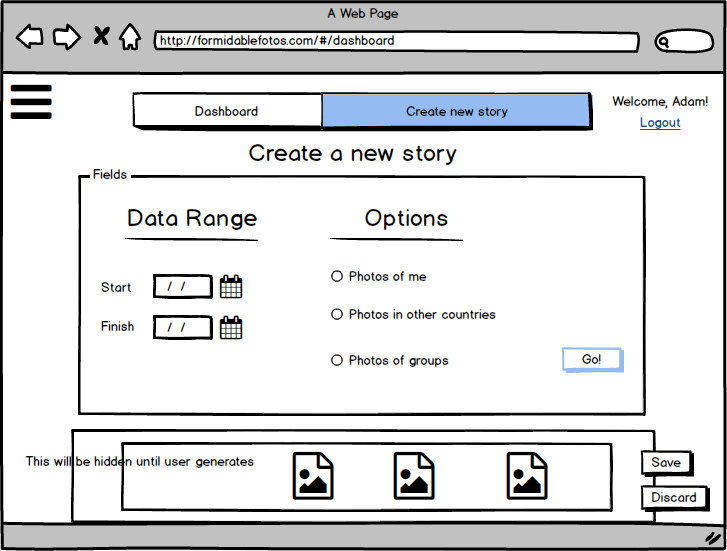 A Web Page
http://formidablefotos.com/#/dashboard
Dashboard
Create new story
Welcome, Adam!
Logout
Create a new story
Fields
Data Range
Options
Start
/ /
Finish
/ /
Photos of me
Photos in other countries
Photos of groups
Go!
This will be hidden until user generates
Save
Discard